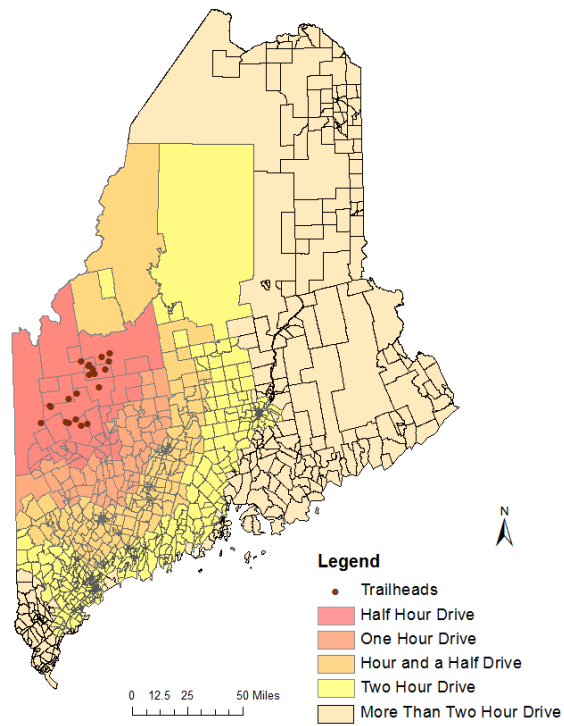 N
Legend
Trailheads
Half Hour Drive
One Hour Drive
Hour and a Half Drive
Two Hour Drive
More Than Two Hour Drive
0 12.5 25 50 Miles